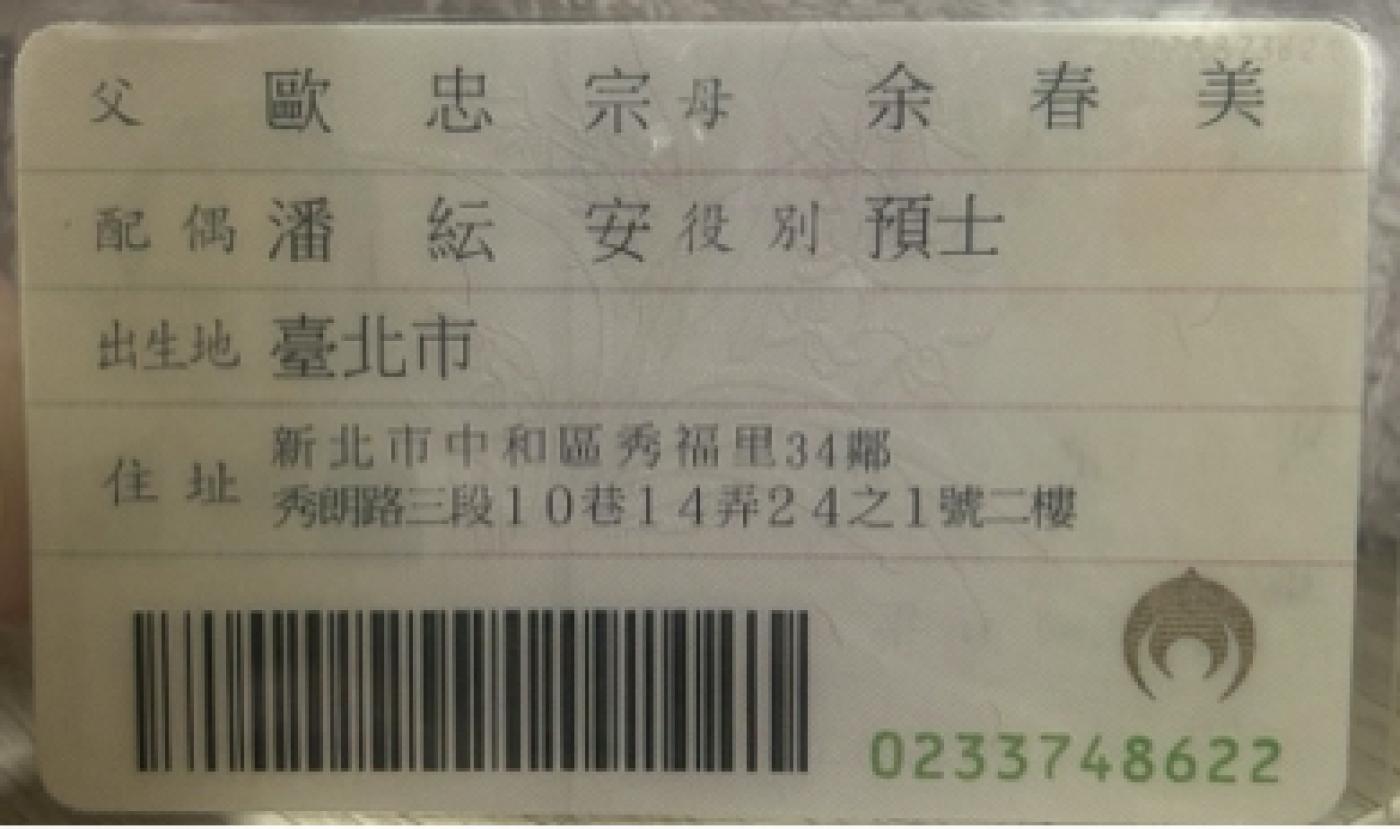 父 歐忠宗 母 余春美
配偶 潘紜安 役別 預士
出生地 臺北市
住址 新北市中和區秀福里34鄰
秀朗路三段10巷14弄24之1號二樓
0233748622